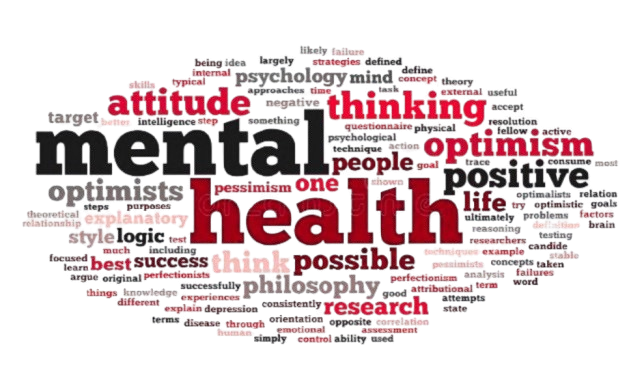 likely failure
being idea largely strategies defined
internal psychology mind define
skills typical concept theory
approaches time task external useful
attitude negative thinking accept
target better intelligence step something questionnaire physical resolution
mental psychological action optimism fellow active
technique people goal trace consume most
optimists pessimism one shown positive
health life optimalists relation
steps purposes try optimistic goals
theoretical explanatory ultimately problems factors
relationship reasoning definition brain
style logic test researchers testing
much including candide
focused best success think possible techniques example stable
learn pessimists concepts taken
argue original perfectionists analysis failures
successfully philosophy perfectionism term word
things knowledge experiences good attributional
different explain depression consistently research attempts
state
terms disease through orientation opposite correlation
human emotional assessment
simply control ability used